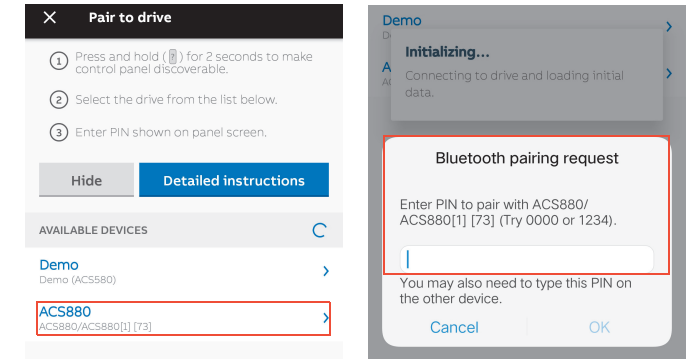 Pair to drive
1 Press and hold ( ? ) for 2 seconds to make
control panel discoverable.
2 Select the drive from the list below.
3 Enter PIN shown on panel screen.
Hide
Detailed instructions
AVAILABLE DEVICES
Demo
Demo (ACS580)
ACS880
ACS880/ACS880[1] [73]
Demo
Initializing...
Connecting to drive and loading initial
data.
Bluetooth pairing request
Enter PIN to pair with ACS880/
ACS880[1] [73] (Try 0000 or 1234).
You may also need to type this PIN on
the other device.
Cancel
OK